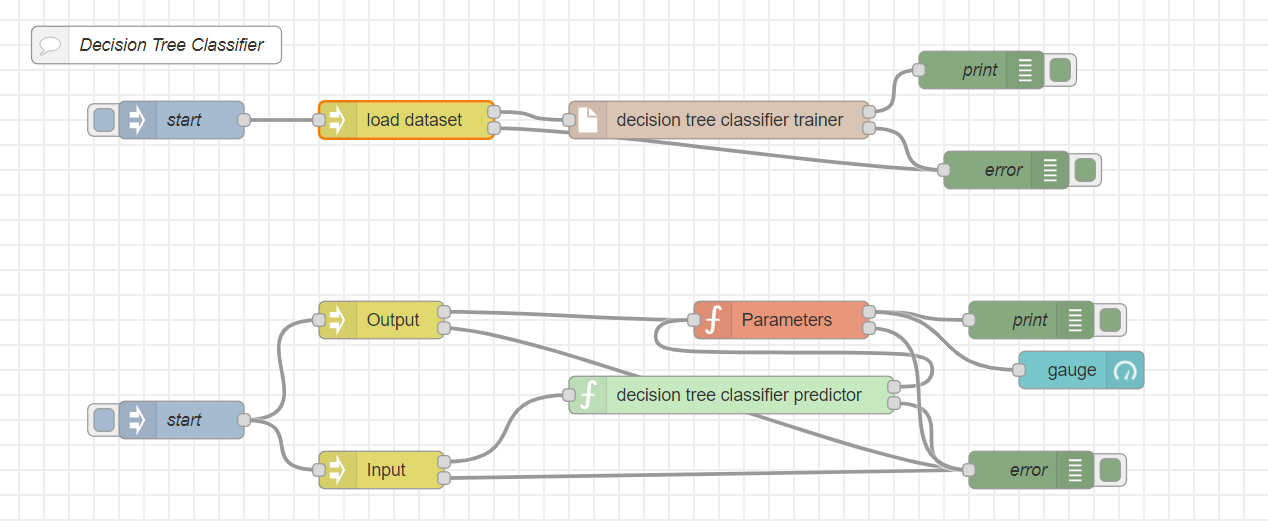 Decision Tree Classifier
print
start
load dataset
decision tree classifier trainer
error
Output
Parameters
print
gauge
decision tree classifier predictor
start
Input
error